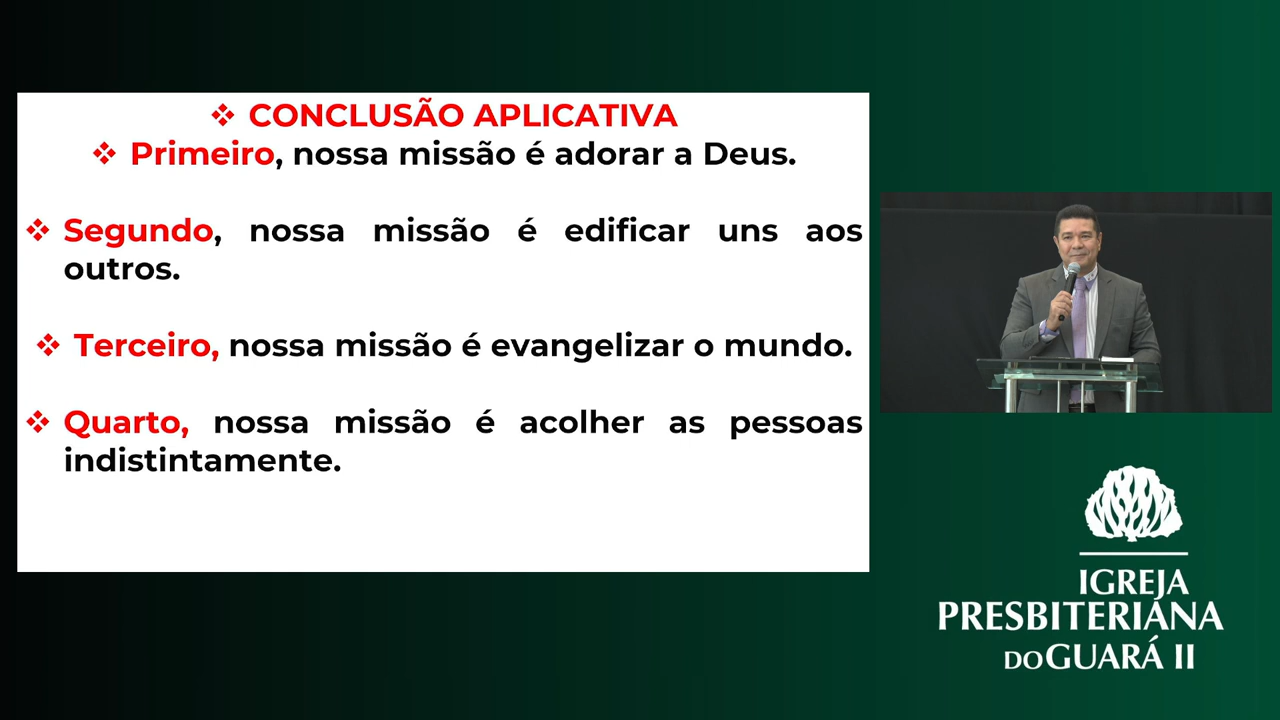 ❖ CONCLUSÃO APLICATIVA
❖ Primeiro, nossa missão é adorar a Deus.
❖ Segundo, nossa missão é edificar uns aos
outros.
❖ Terceiro, nossa missão é evangelizar o mundo.
❖ Quarto, nossa missão é acolher as pessoas
indistintamente.
IGREJA
PRESBITERIANA
DO GUARÁ II